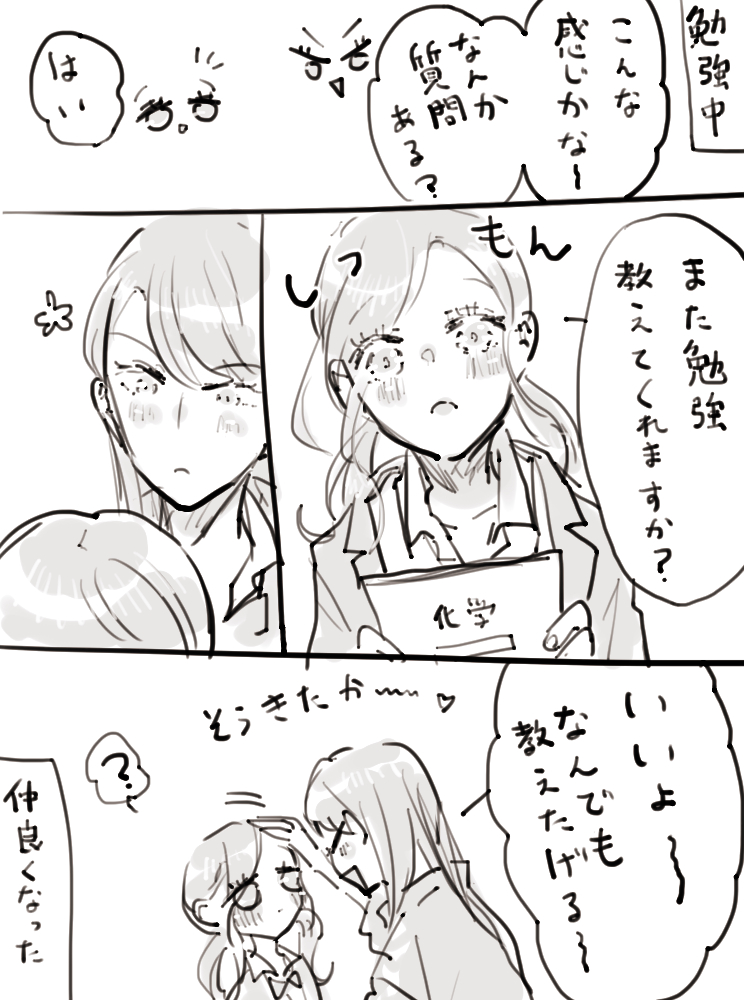 勉強中
こんな
感じかな〜
なんか
質問
ある?
はい
また勉強
教えてくれますか?
もんっ
化学
いいよ〜
なんでも
教えたげる〜
そうきたか〜♡
?
仲良くなった